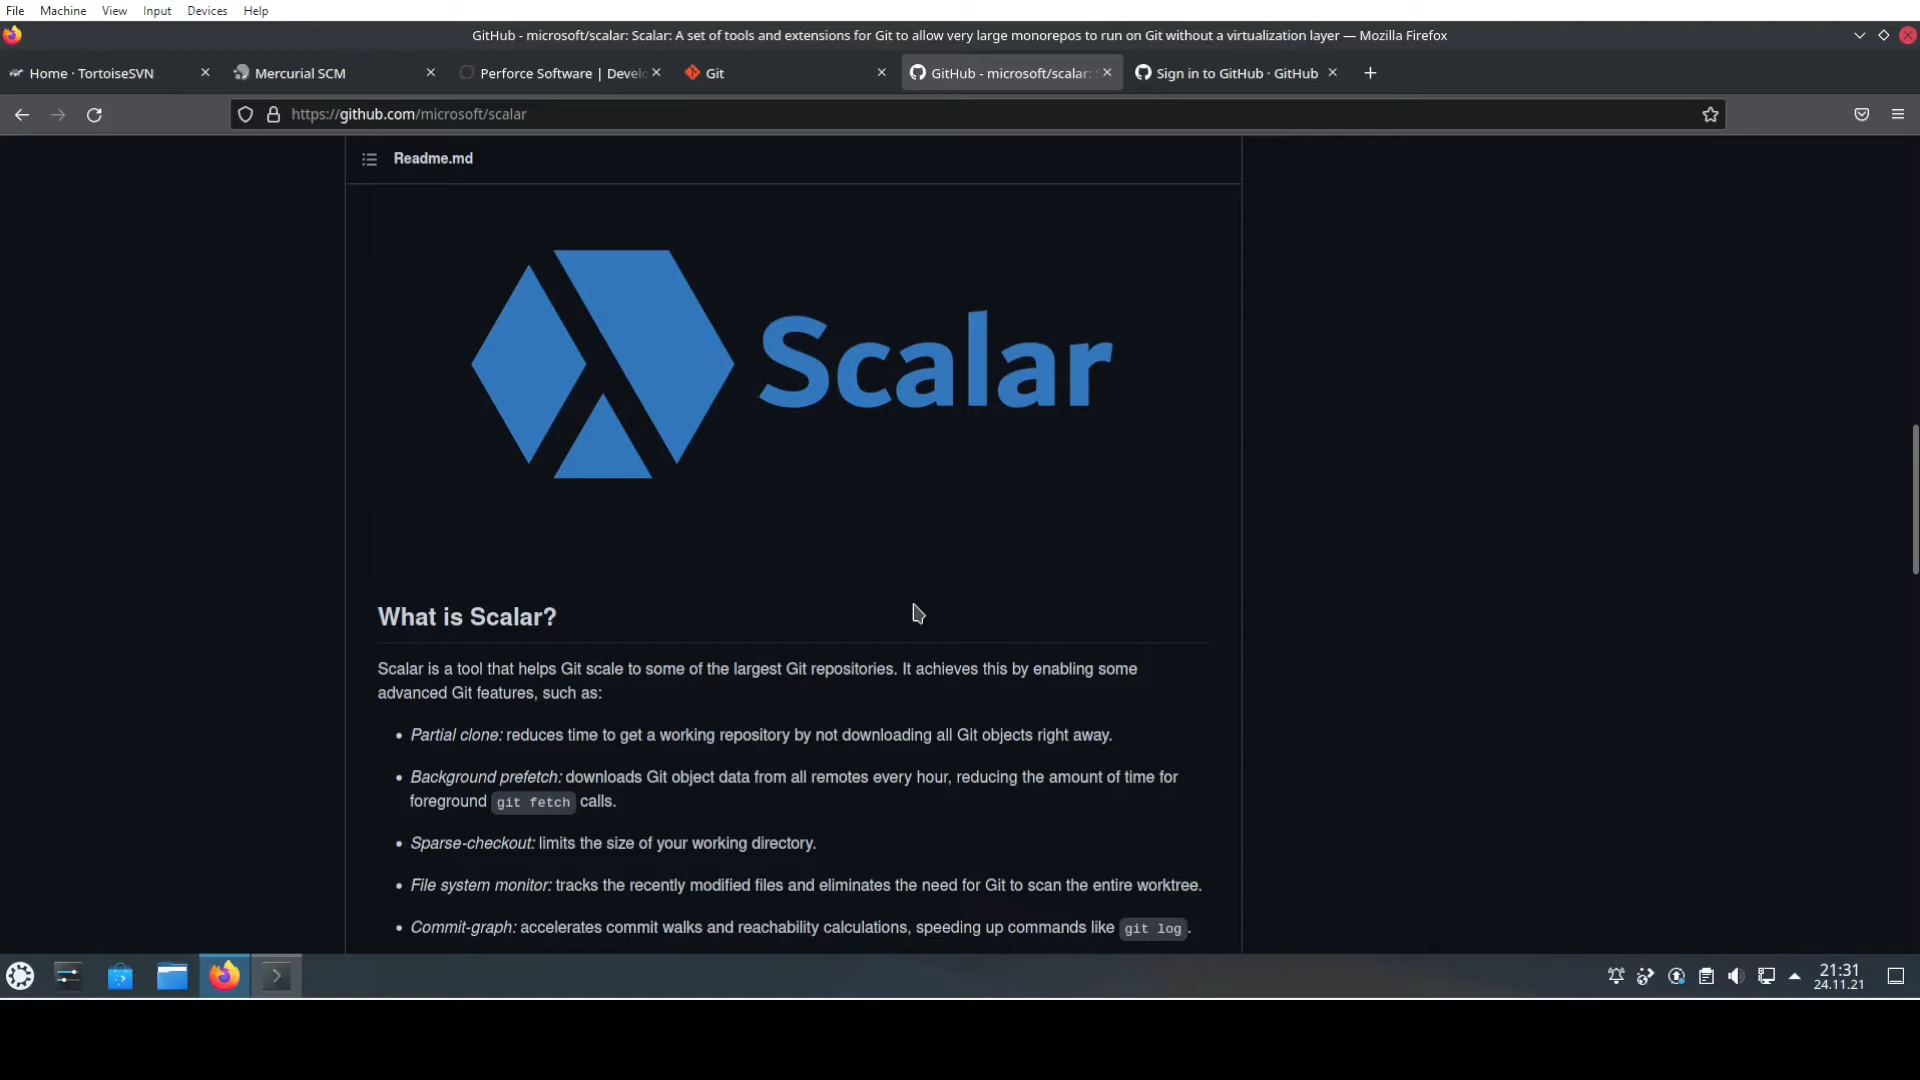 File Machine View Input Devices Help
GitHub - microsoft/scalar: Scalar: A set of tools and extensions for Git to allow very large monorepos to run on Git without a virtualization layer — Mozilla Firefox
Home · TortoiseSVN
Mercurial SCM
Perforce Software | Develo
Git
GitHub - microsoft/scalar:
Sign in to GitHub · GitHub
https://github.com/microsoft/scalar
Readme.md
Scalar
What is Scalar?
Scalar is a tool that helps Git scale to some of the largest Git repositories. It achieves this by enabling some
advanced Git features, such as:
• Partial clone: reduces time to get a working repository by not downloading all Git objects right away.
• Background prefetch: downloads Git object data from all remotes every hour, reducing the amount of time for
foreground git fetch calls.
• Sparse-checkout: limits the size of your working directory.
• File system monitor: tracks the recently modified files and eliminates the need for Git to scan the entire worktree.
• Commit-graph: accelerates commit walks and reachability calculations, speeding up commands like git log.
21:31
24.11.21